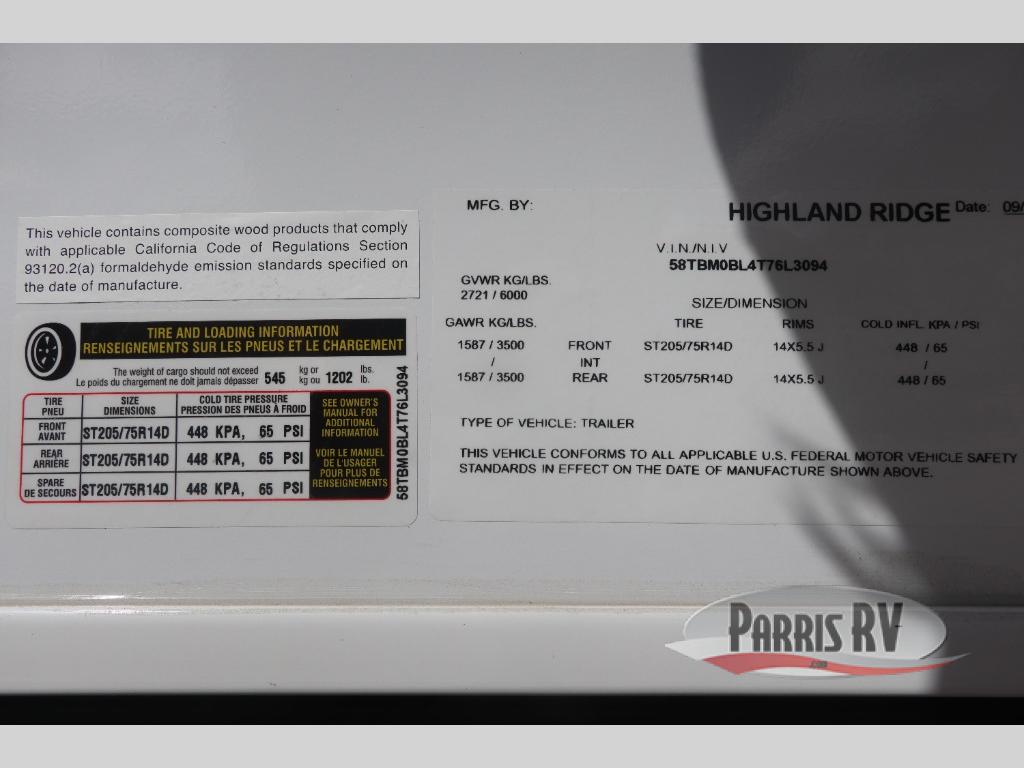 This vehicle contains composite wood products that comply
with applicable California Code of Regulations Section
93120.2(a) formaldehyde emission standards specified on
the date of manufacture.
TIRE AND LOADING INFORMATION
RENSEIGNEMENTS SUR LES PNEUS ET LE CHARGEMENT
The weight of cargo should not exceed 545 kg or 1202 lbs.
Le poids du chargement ne doit jamais dépasser kg ou lb.
TIRE SIZE COLD TIRE PRESSURE
PNEU DIMENSIONS PRESSION DES PNEUS À FROID
FRONT
AVANT ST205/75R14D 448 KPA, 65 PSI
REAR
ARRIÈRE ST205/75R14D 448 KPA, 65 PSI
SPARE
DE SECOURS ST205/75R14D 448 KPA, 65 PSI
SEE OWNER'S
MANUAL FOR
ADDITIONAL
INFORMATION
VOIR LE MANUEL
DE L'USAGER
POUR PLUS DE
RENSEIGNEMENTS
58TBM0BL4T76L3094
MFG. BY: HIGHLAND RIDGE Date: 09/
V.I.N./N.I.V
58TBM0BL4T76L3094
GVWR KG/LBS.
2721 / 6000
SIZE/DIMENSION
GAWR KG/LBS. TIRE RIMS COLD INFL. KPA / PSI
1587 / 3500 FRONT ST205/75R14D 14X5.5 J 448 / 65
/ INT /
1587 / 3500 REAR ST205/75R14D 14X5.5 J 448 / 65
TYPE OF VEHICLE: TRAILER
THIS VEHICLE CONFORMS TO ALL APPLICABLE U.S. FEDERAL MOTOR VEHICLE SAFETY
STANDARDS IN EFFECT ON THE DATE OF MANUFACTURE SHOWN ABOVE.
PARRIS RV
.com